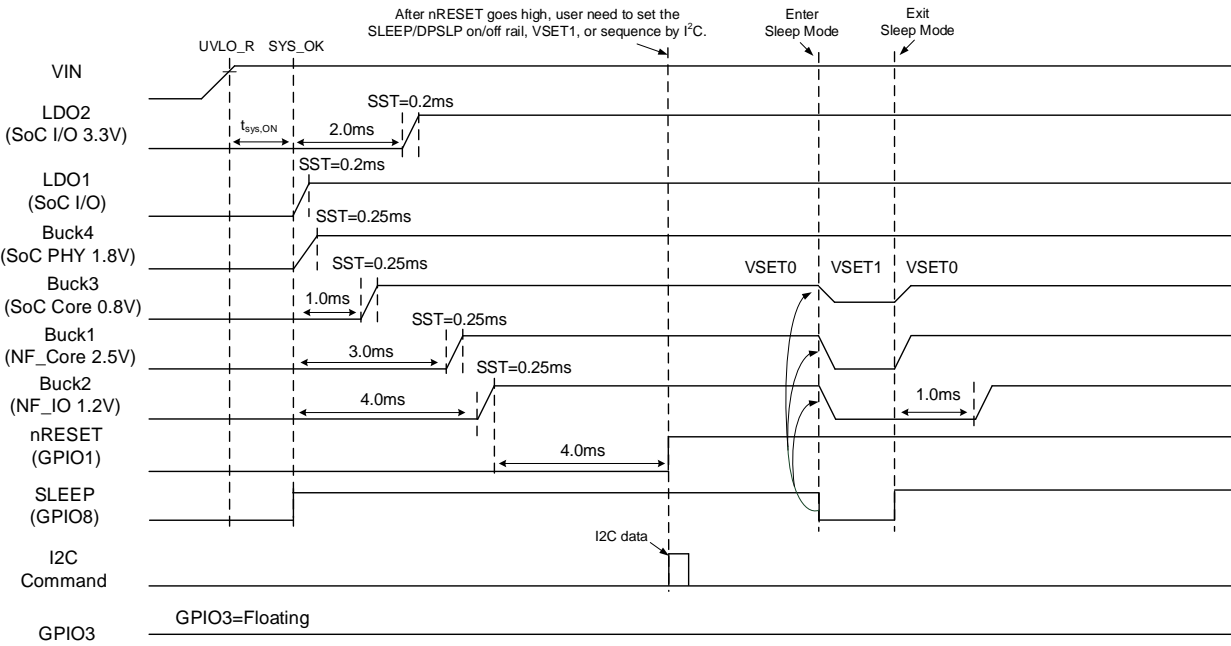 After nRESET goes high, user need to set the
SLEEP/DPSLP on/off rail, VSET1, or sequence by I²C.
Enter
Sleep Mode
Exit
Sleep Mode
UVLO_R
SYS_OK
VIN
LDO2
(SoC I/O 3.3V)
tsys,ON
2.0ms
SST=0.2ms
LDO1
(SoC I/O)
SST=0.2ms
Buck4
(SoC PHY 1.8V)
SST=0.25ms
Buck3
(SoC Core 0.8V)
1.0ms
SST=0.25ms
VSET0
VSET1
VSET0
Buck1
(NF_Core 2.5V)
3.0ms
SST=0.25ms
Buck2
(NF_IO 1.2V)
4.0ms
SST=0.25ms
1.0ms
nRESET
(GPIO1)
4.0ms
SLEEP
(GPIO8)
I2C data
I2C
Command
GPIO3=Floating
GPIO3